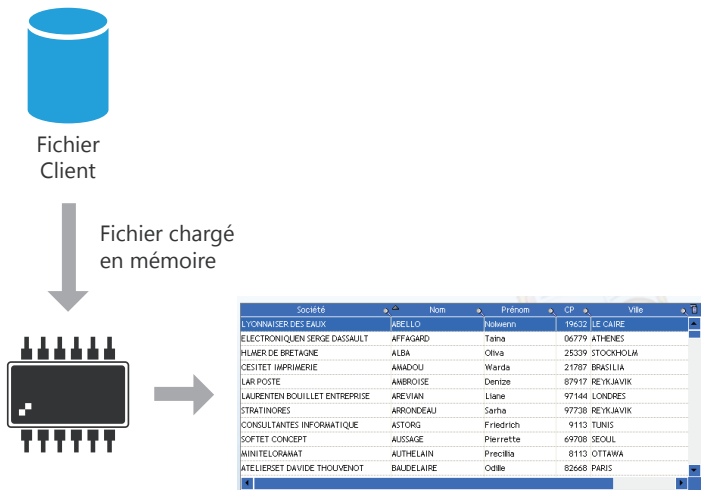 Fichier
Client
Fichier chargé
en mémoire
Société Nom Prénom CP Ville
LYONNAISER DES EAUX ABELLO Nolwenn 19632 LE CAIRE
ELECTRONIQUEN SERGE DASSAULT AFFAGARD Taina 06779 ATHENES
HLMER DE BRETAGNE ALBA Oliva 25339 STOCKHOLM
CESITET IMPRIMERIE AMADOU Warda 21787 BRASILIA
LAR POSTE AMBROISE Denize 87917 REYKJAVIK
LAURENTEN BOUILLET ENTREPRISE AREVIAN Liane 97144 LONDRES
STRATINORES ARRONDEAU Sarha 97738 REYKJAVIK
CONSULTANTES INFORMATIQUE ASTORG Friedrich 9113 TUNIS
SOFTET CONCEPT AUSSAGE Pierrette 69708 SEOUL
MINITELORAMAT AUTHELAIN Precillia 8113 OTTAWA
ATELIERSET DAVIDE THOUVENOT BAUDELAIRE Odille 82668 PARIS